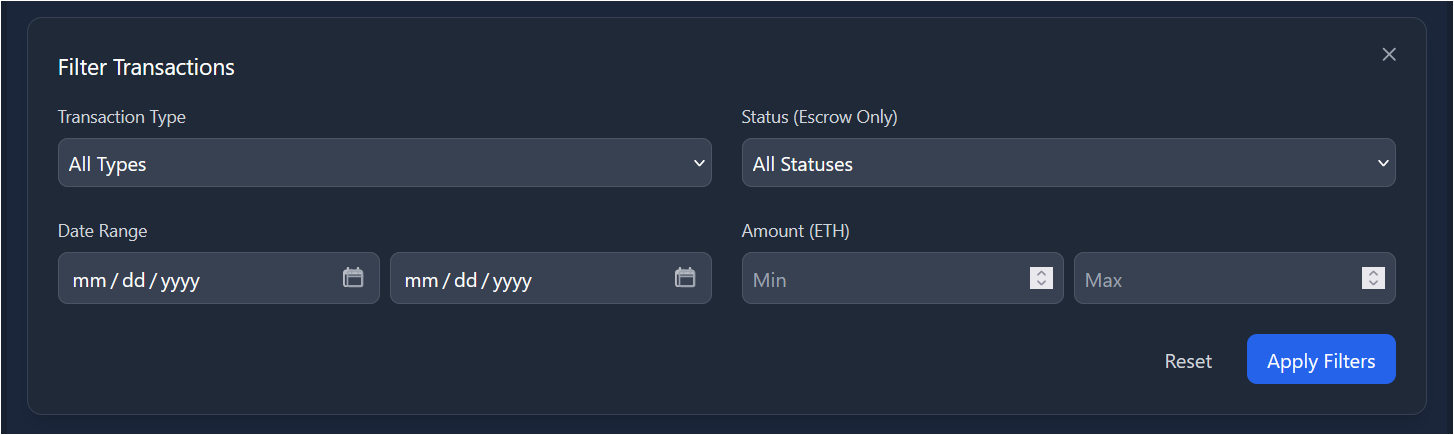 Filter Transactions
Transaction Type
Status (Escrow Only)
All Types
All Statuses
Date Range
Amount (ETH)
mm/dd/yyyy
mm/dd/yyyy
Min
Max
Reset
Apply Filters